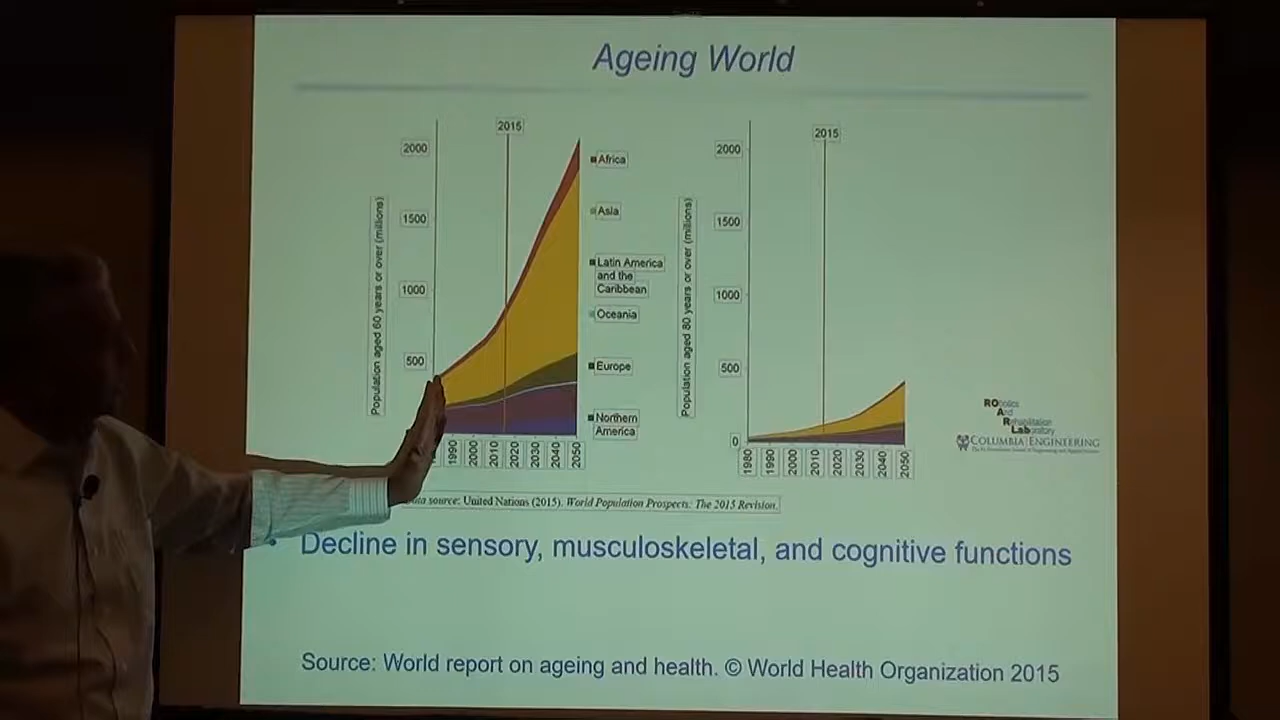 Ageing World
2015
2000
1500
1000
500
Population aged 60 years or over (millions)
1990
2000
2010
2020
2030
2040
2050
Africa
Asia
Latin America
and the
Caribbean
Oceania
Europe
Northern
America
2015
2000
1500
1000
500
0
Population aged 80 years or over (millions)
1980
1990
2000
2010
2020
2030
2040
2050
RObotics
And
Rehabilitation
Laboratory
COLUMBIA | ENGINEERING
source: United Nations (2015). World Population Prospects: The 2015 Revision.
• Decline in sensory, musculoskeletal, and cognitive functions
Source: World report on ageing and health. © World Health Organization 2015